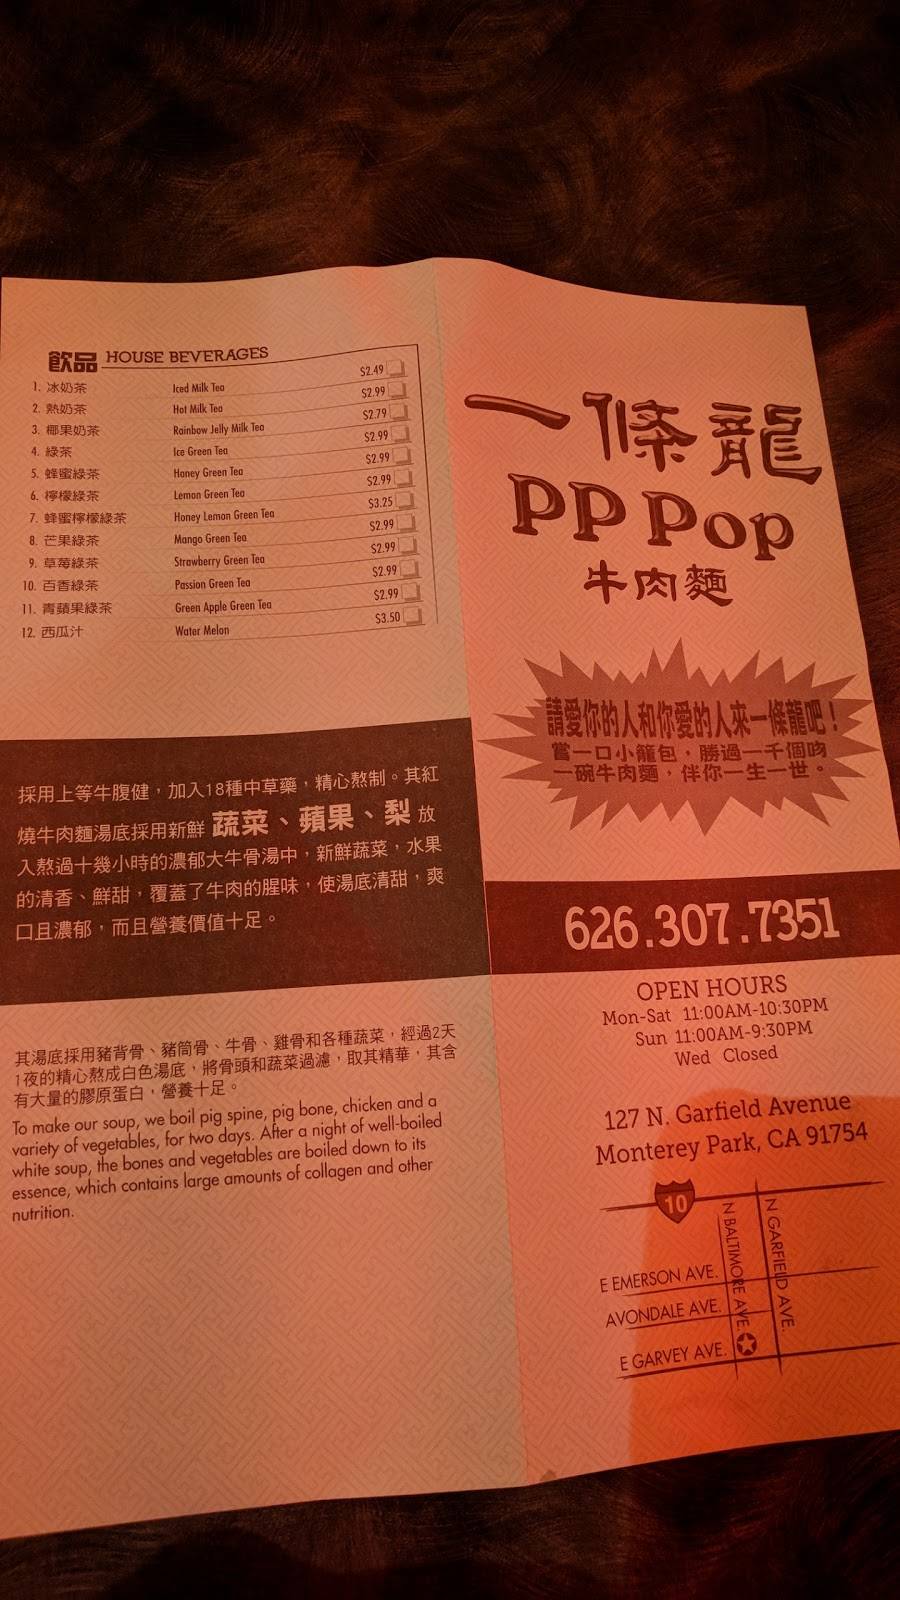 飲品 HOUSE BEVERAGES
1. 冰奶茶 Iced Milk Tea $2.49
2. 熱奶茶 Hot Milk Tea $2.99
3. 椰果奶茶 Rainbow Jelly Milk Tea $2.79
4. 綠茶 Ice Green Tea $2.99
5. 蜂蜜綠茶 Honey Green Tea $2.99
6. 檸檬綠茶 Lemon Green Tea $2.99
7. 蜂蜜檸檬綠茶 Honey Lemon Green Tea $3.25
8. 芒果綠茶 Mango Green Tea $2.99
9. 草莓綠茶 Strawberry Green Tea $2.99
10. 百香綠茶 Passion Green Tea $2.99
11. 青蘋果綠茶 Green Apple Green Tea $2.99
12. 西瓜汁 Water Melon $3.50
採用上等牛腹健，加入18種中草藥，精心熬制。其紅
燒牛肉麵湯底採用新鮮 蔬菜、蘋果、梨 放
入熬過十幾小時的濃郁大牛骨湯中，新鮮蔬菜，水果
的清香、鮮甜，覆蓋了牛肉的腥味，使湯底清甜，爽
口且濃郁，而且營養價值十足。
其湯底採用豬背骨、豬筒骨、牛骨、雞骨和各種蔬菜，經過2天
1夜的精心熬成白色湯底，將骨頭和蔬菜過濾，取其精華，其含
有大量的膠原蛋白，營養十足。
To make our soup, we boil pig spine, pig bone, chicken and a
variety of vegetables, for two days. After a night of well-boiled
white soup, the bones and vegetables are boiled down to its
essence, which contains large amounts of collagen and other
nutrition.
一條龍
PP Pop
牛肉麵
請愛你的人和你愛的人來一條龍吧！
嘗一口小籠包，勝過一千個吻
一碗牛肉麵，伴你一生一世。
626.307.7351
OPEN HOURS
Mon-Sat 11:00AM-10:30PM
Sun 11:00AM-9:30PM
Wed Closed
127 N. Garfield Avenue
Monterey Park, CA 91754
10
N BALTIMORE AVE.
N GARFIELD AVE.
E EMERSON AVE.
AVONDALE AVE.
E GARVEY AVE.